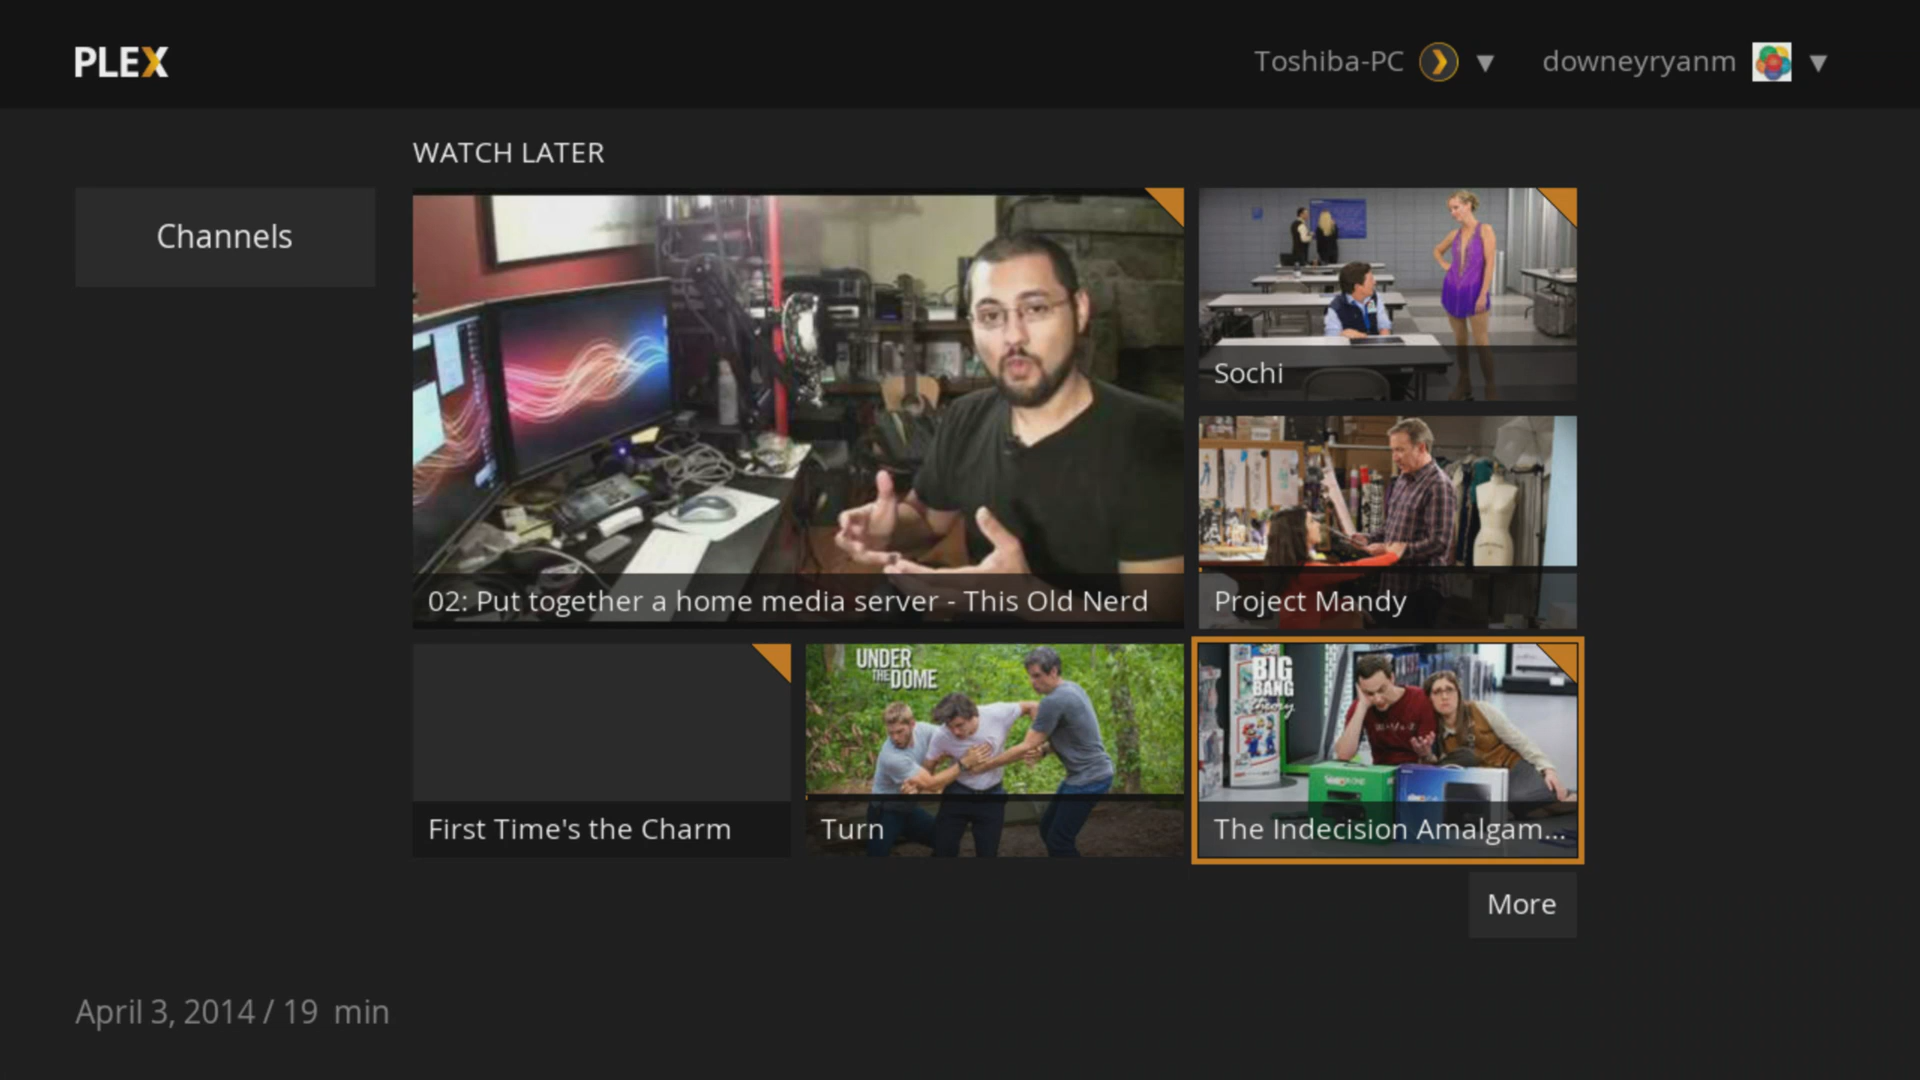 PLEX
Toshiba-PC
downeryryanm
WATCH LATER
Channels
02: Put together a home media server - This Old Nerd
Sochi
Project Mandy
First Time's the Charm
UNDER
THE DOME
Turn
BIG
BANG
theory
The Indecision Amalgam...
More
April 3, 2014 / 19 min